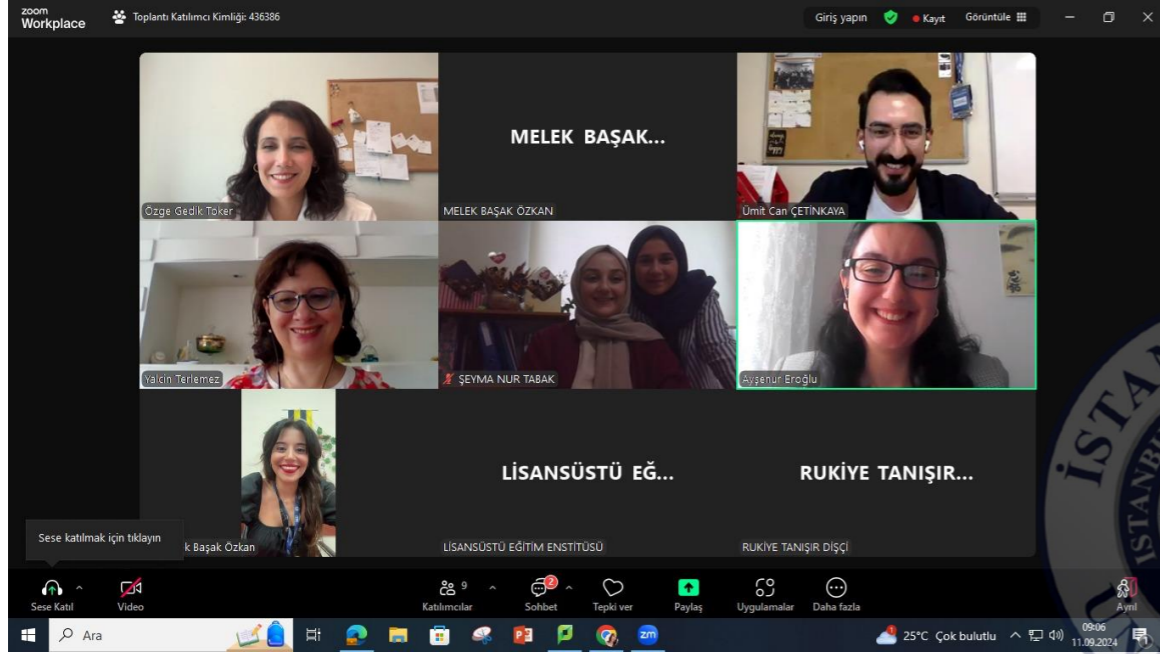 zoom
Workplace
Toplantı Katılımcı Kimliği: 436386
Giriş yapın
Kayıt
Görüntüle
MELEK BAŞAK...
Özge Gedik Toker
MELEK BAŞAK ÖZKAN
Ümit Can ÇETİNKAYA
Yalcin Terlemez
ŞEYMA NUR TABAK
Ayşenur Eroğlu
LİSANSÜSTÜ EĞ...
RUKİYE TANIŞIR...
k Başak Özkan
LİSANSÜSTÜ EĞİTİM ENSTİTÜSÜ
RUKİYE TANIŞIR DİŞÇİ
Sese katılmak için tıklayın
9
2
Sese Katıl
Video
Katılımcılar
Sohbet
Tepki ver
Paylaş
Uygulamalar
Daha fazla
Ayrıl
Ara
zm
25°C Çok bulutlu
09:06
11.09.2024
İSTA
ISTANB